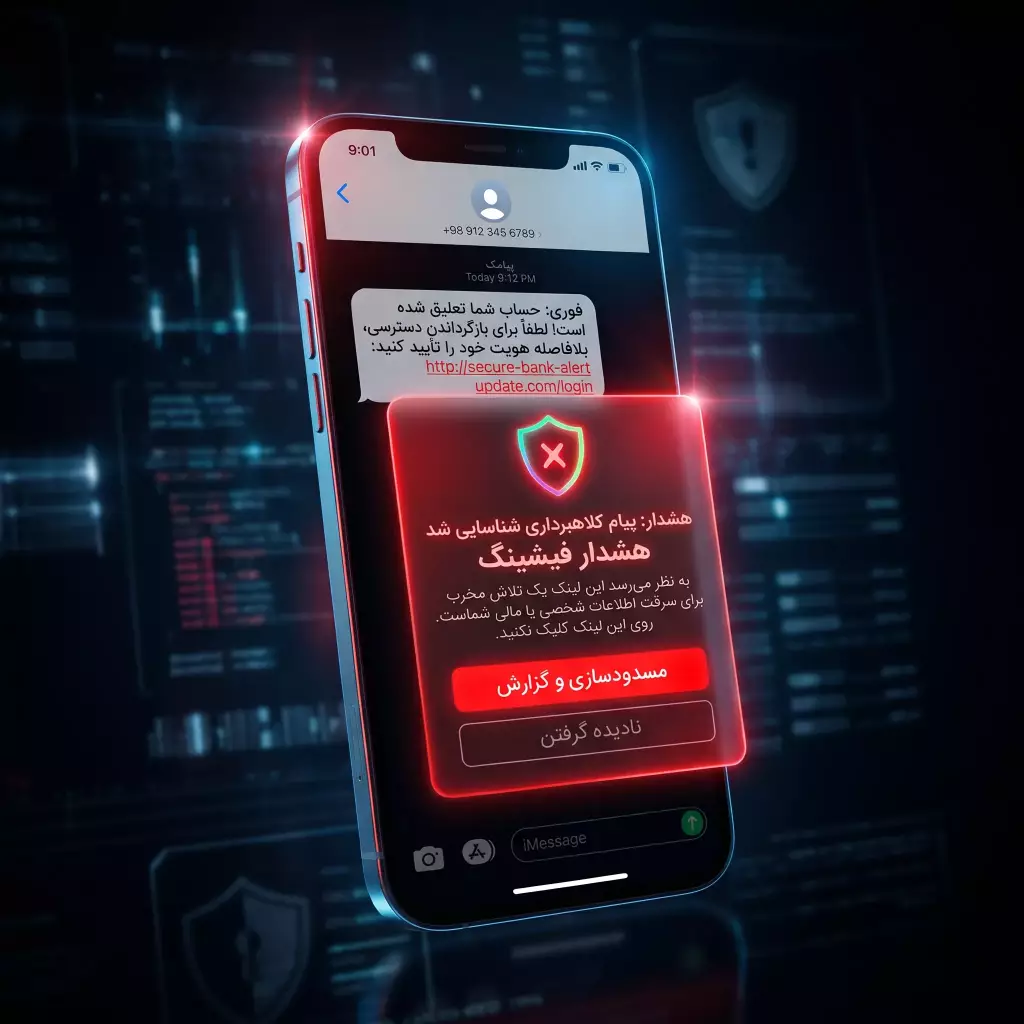 9:01
+98 912 345 6789
پیامک
Today 9:12 PM
فوری: حساب شما تعلیق شده
است! لطفاً برای بازگرداندن دسترسی،
بلافاصله هویت خود را تأیید کنید:
http://secure-bank-alert
update.com/login
هشدار: پیام کلاهبرداری شناسایی شد
هشدار فیشینگ
به نظر می‌رسد این لینک یک تلاش مخرب
برای سرقت اطلاعات شخصی یا مالی شماست.
روی این لینک کلیک نکنید.
مسدودسازی و گزارش
نادیده گرفتن
iMessage